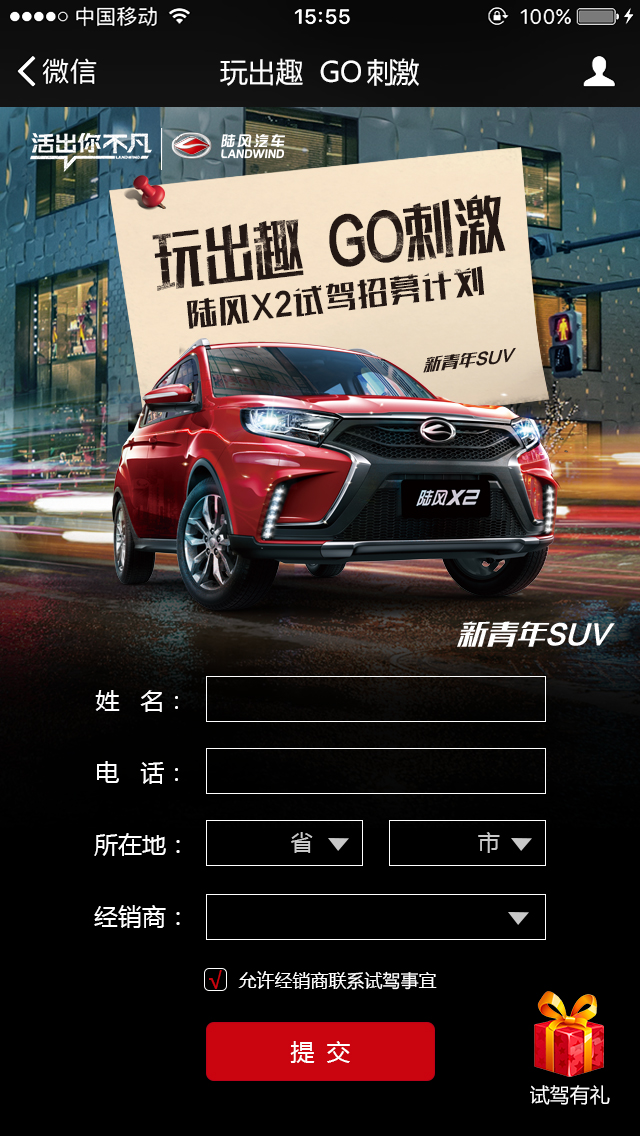 中国移动 15:55 100%
微信 玩出趣 GO刺激
活出你不凡 陆风汽车
LANDWIND LANDWIND
玩出趣 GO刺激
陆风X2试驾招募计划
新青年SUV
陆风X2
新青年SUV
姓 名：
电 话：
所在地： 省 市
经销商：
√ 允许经销商联系试驾事宜
提 交
试驾有礼